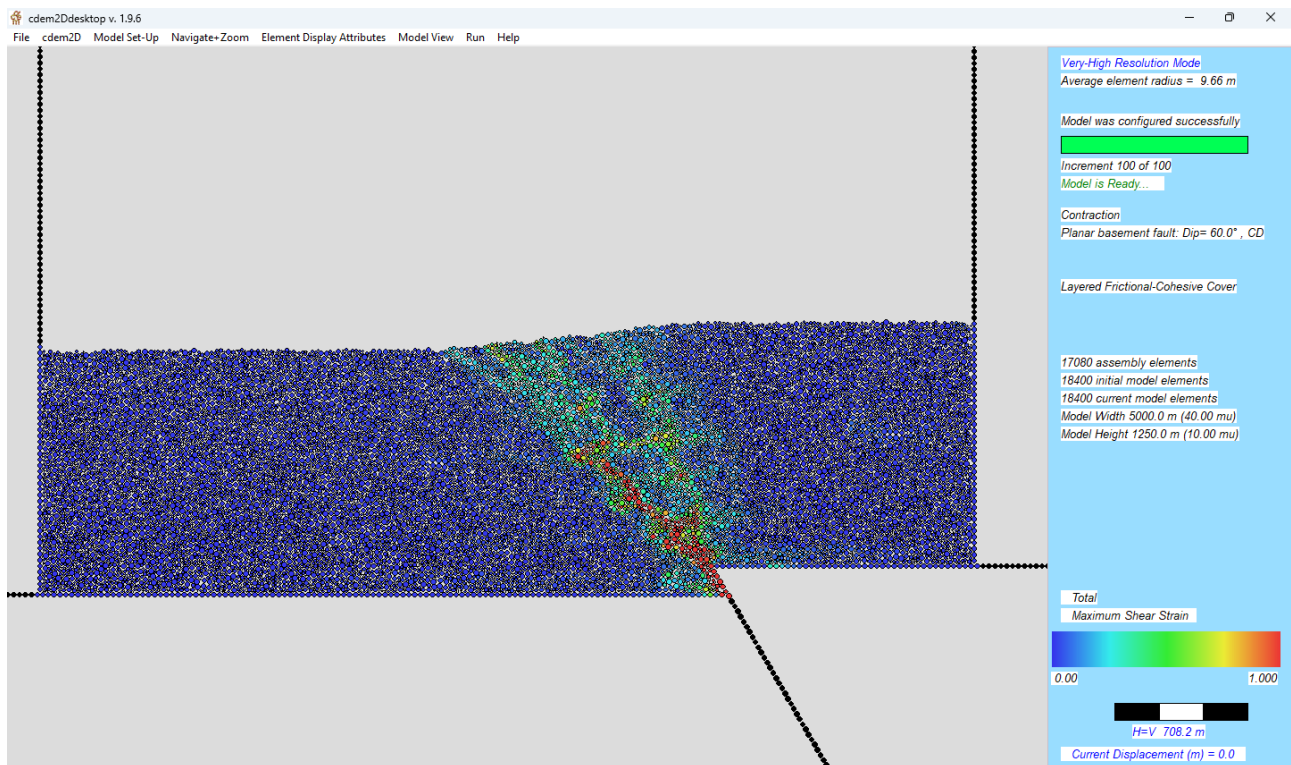 cdem2Ddesktop v. 1.9.6
File cdem2D Model Set-Up Navigate+Zoom Element Display Attributes Model View Run Help
Very-High Resolution Mode
Average element radius = 9.66 m
Model was configured successfully
Increment 100 of 100
Model is Ready...
Contraction
Planar basement fault: Dip= 60.0° , CD
Layered Frictional-Cohesive Cover
17080 assembly elements
18400 initial model elements
18400 current model elements
Model Width 5000.0 m (40.00 mu)
Model Height 1250.0 m (10.00 mu)
Total
Maximum Shear Strain
0.00 1.000
H=V 708.2 m
Current Displacement (m) = 0.0